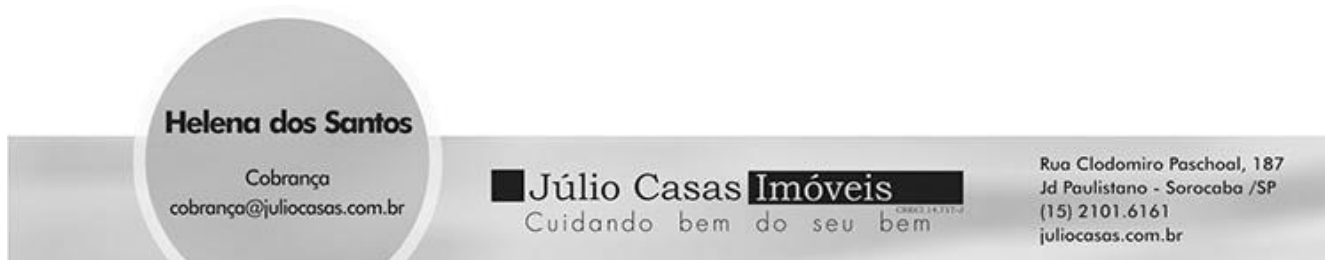 Helena dos Santos
Cobrança
cobrança@juliocasas.com.br
Júlio Casas Imóveis
Cuidando bem do seu bem
Rua Clodomiro Paschoal, 187
Jd Paulistano - Sorocaba /SP
(15) 2101.6161
juliocasas.com.br